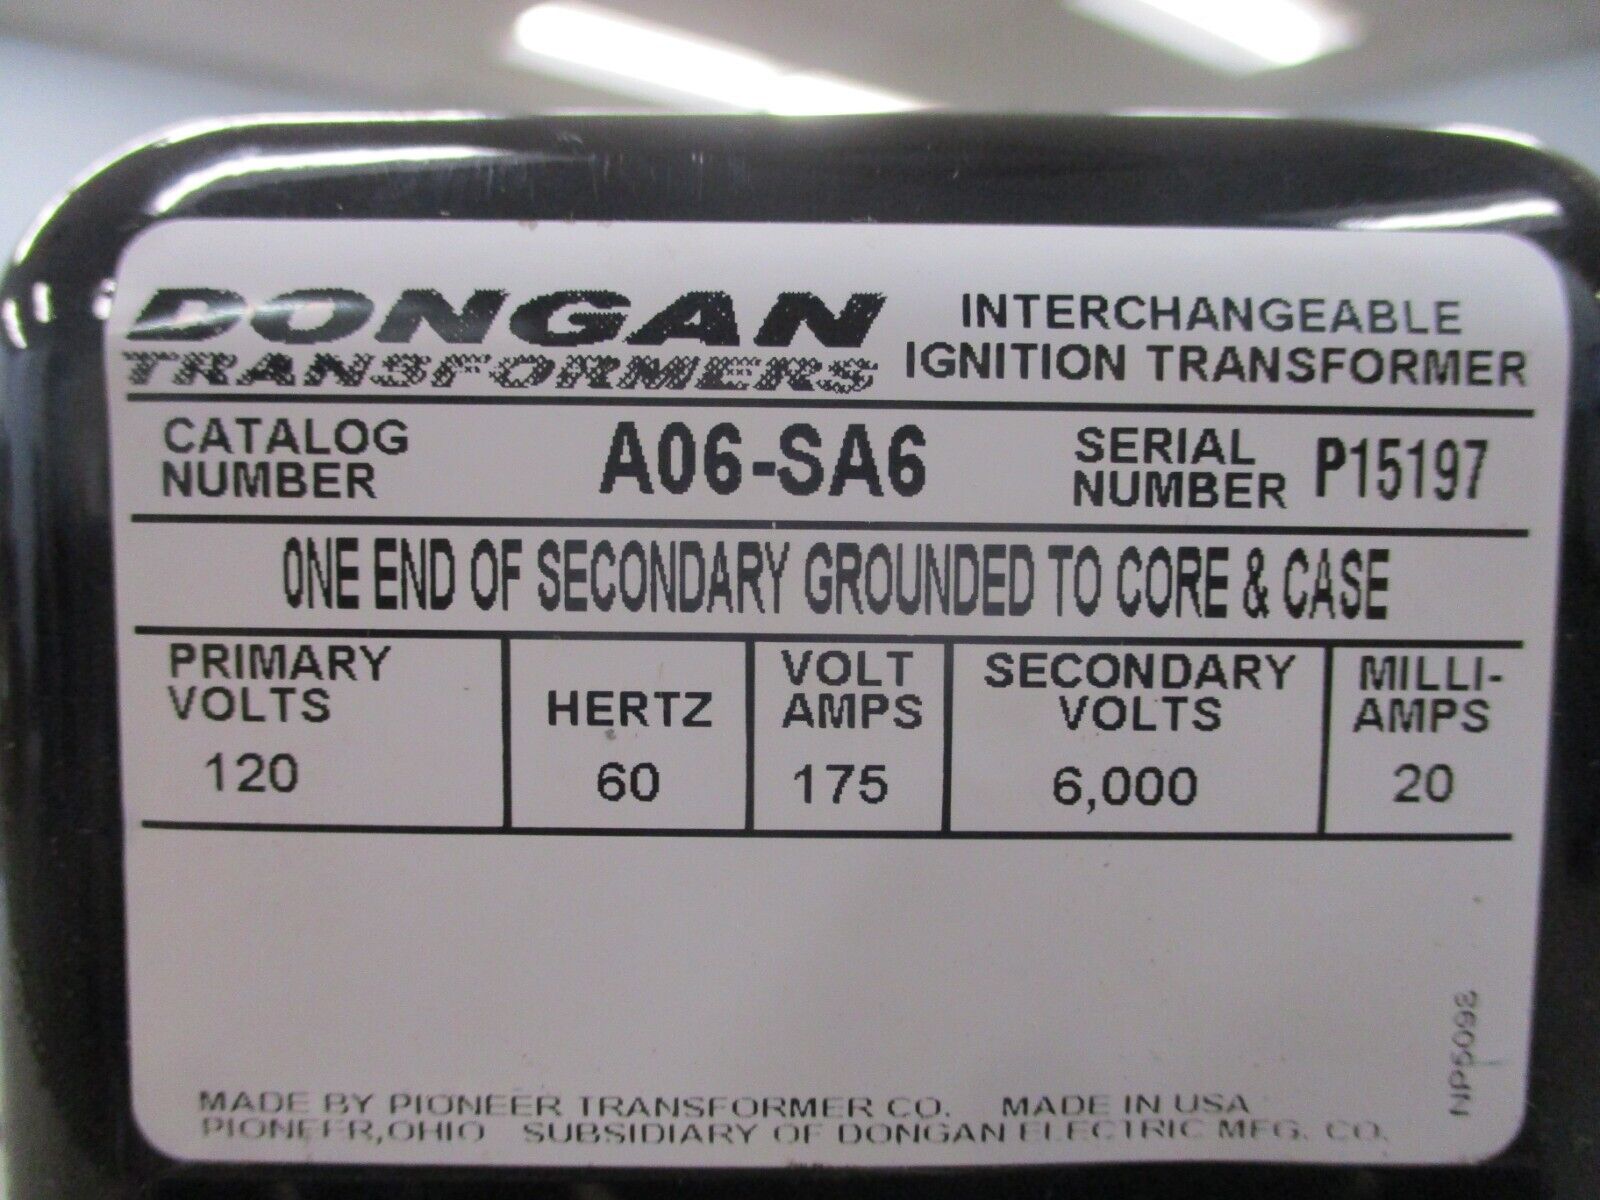 DONGAN
TRANSFORMERS
INTERCHANGEABLE
IGNITION TRANSFORMER
CATALOG
NUMBER
A06-SA6
SERIAL
NUMBER
P15197
ONE END OF SECONDARY GROUNDED TO CORE & CASE
PRIMARY
VOLTS
120
HERTZ
60
VOLT
AMPS
175
SECONDARY
VOLTS
6,000
MILLI-
AMPS
20
NP5098
MADE BY PIONEER TRANSFORMER CO. MADE IN USA
PIONEER, OHIO SUBSIDIARY OF DONGAN ELECTRIC MFG. CO.